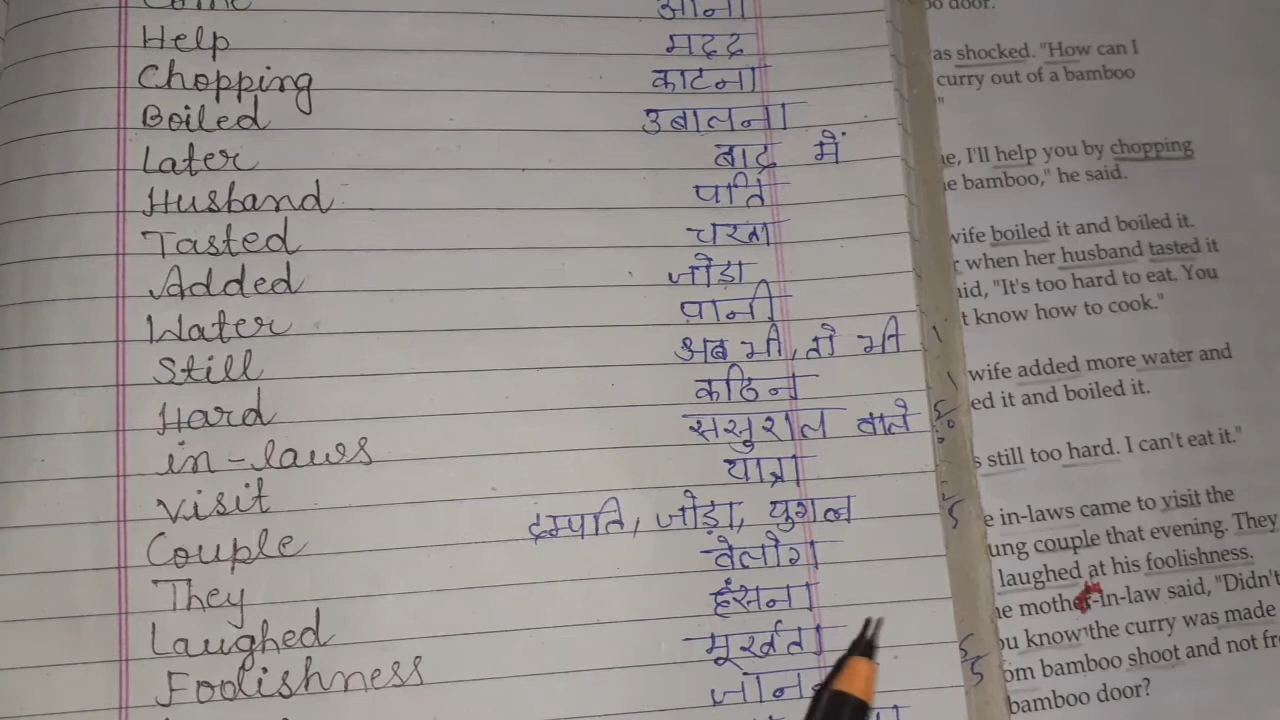 आना
Help मदद
Chopping काटना
Boiled उबालना
Later बाद में
Husband पति
Tasted चखा
Added जोड़ा
Water पानी
Still अब भी, तो भी
Hard कठिन
in-laws ससुराल वाले
Visit यात्रा
Couple दम्पति, जोड़ा, युगल
They वे लोग
Laughed हंसना
Foolishness मूर्खता
door.
as shocked. "How can I
curry out of a bamboo
"
I'll help you by chopping
bamboo," he said.
wife boiled it and boiled it.
when her husband tasted it
"It's too hard to eat. You
t know how to cook."
wife added more water and
ed it and boiled it.
s still too hard. I can't eat it."
e in-laws came to visit the
ung couple that evening. They
laughed at his foolishness.
mother-in-law said, "Didn't
ou know the curry was made
om bamboo shoot and not fr
bamboo door?